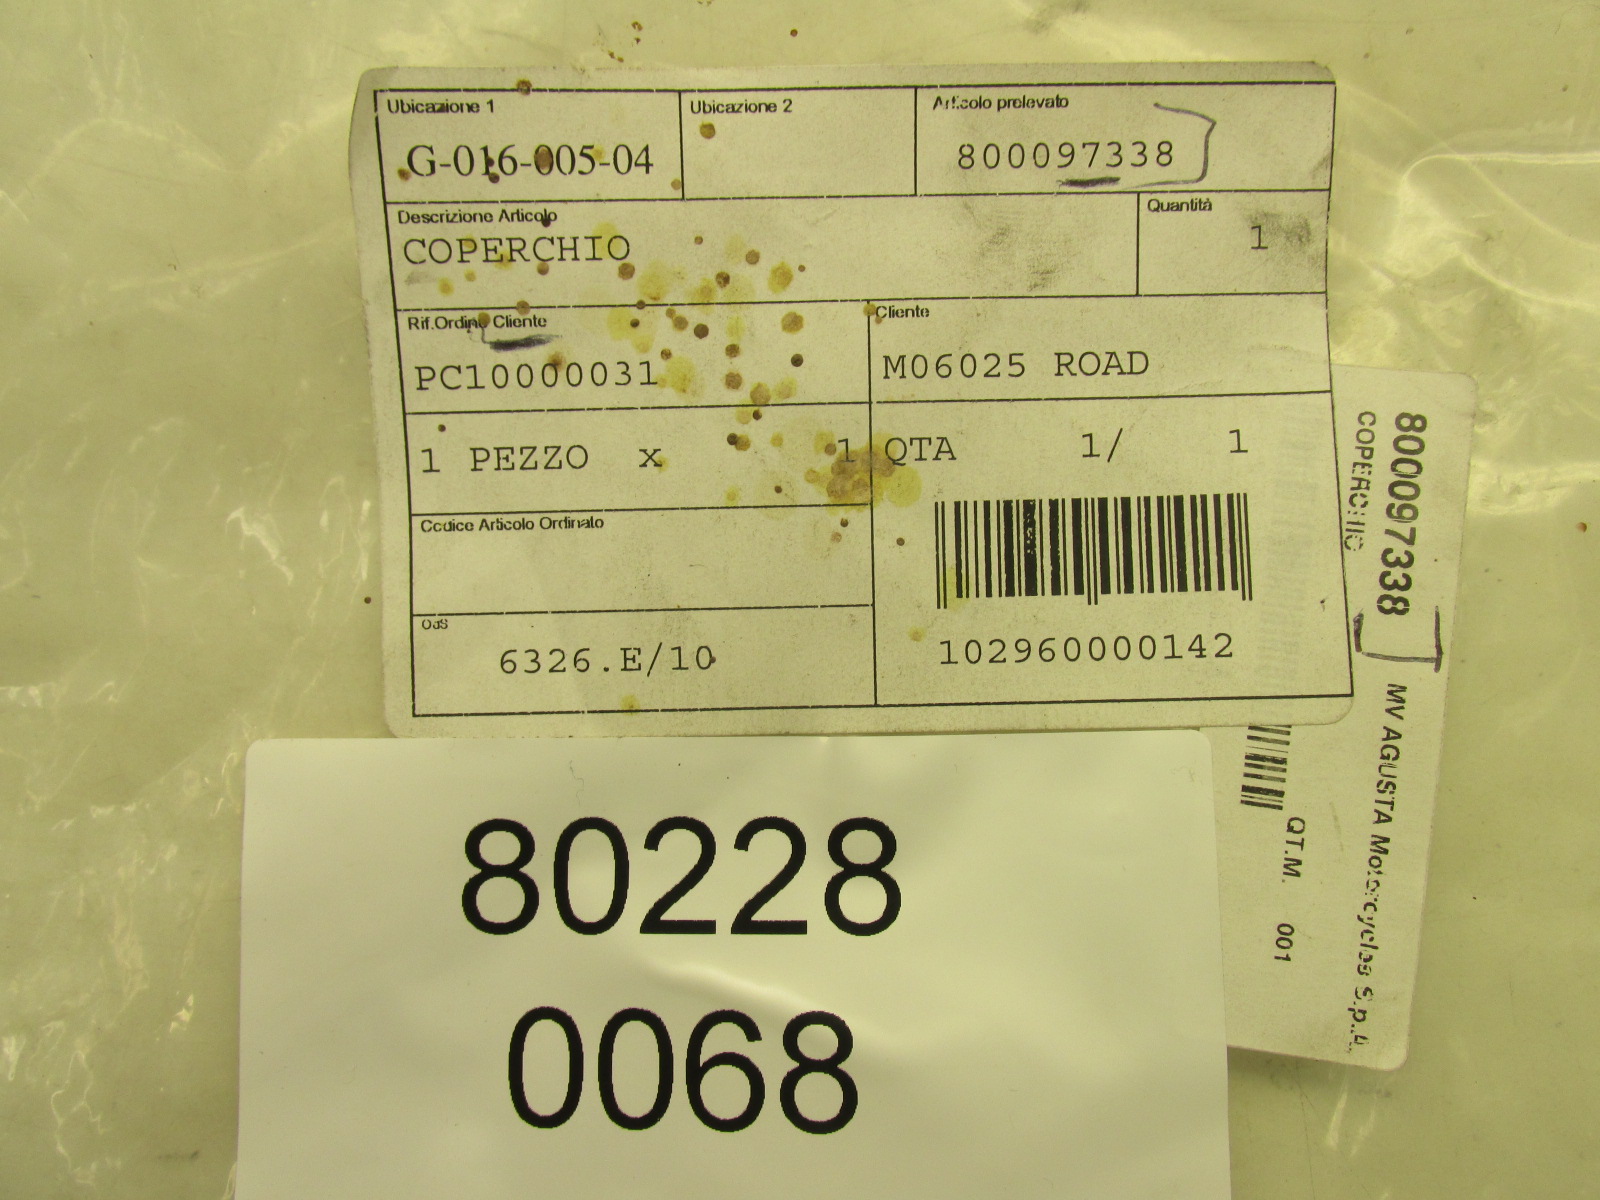 Ubicazione 1
G-016-005-04
Ubicazione 2
Articolo prelevato
800097338
Descrizione Articolo
COPERCHIO
Quantità
1
Rif.Ordine Cliente
PC10000031
Cliente
M06025 ROAD
1 PEZZO x 1
QTA 1/ 1
Codice Articolo Ordinato
OdS
6326.E/10
102960000142
800097338
COPERCHIO
MV AGUSTA Motorcycles S.p.A.
QT.M. 001
80228
0068